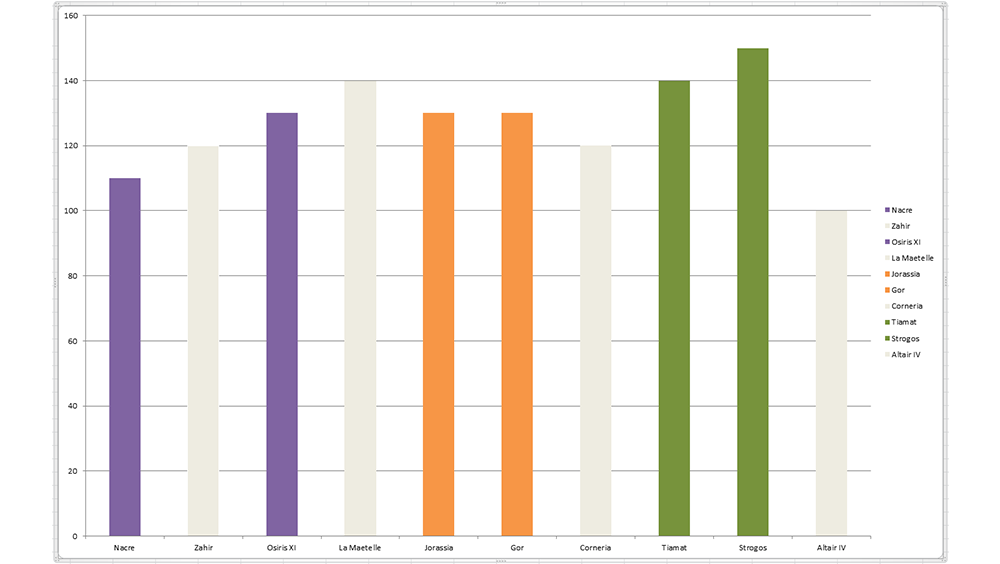 160
140
120
100
80
60
40
20
0
Nacre Zahir Osiris XI La Maetelle Jorassia Gor Corneria Tiamat Strogos Altair IV
Nacre
Zahir
Osiris XI
La Maetelle
Jorassia
Gor
Corneria
Tiamat
Strogos
Altair IV